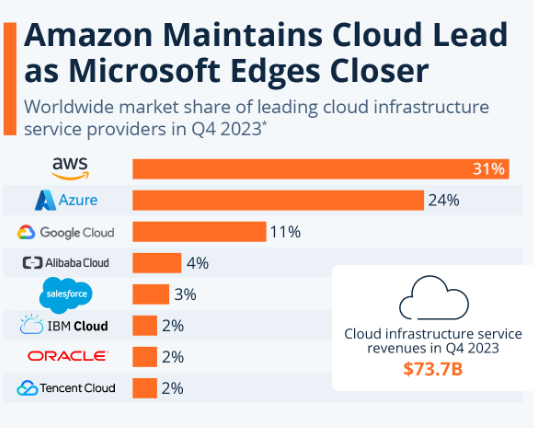 Amazon Maintains Cloud Lead
as Microsoft Edges Closer
Worldwide market share of leading cloud infrastructure
service providers in Q4 2023*
aws 31%
Azure 24%
Google Cloud 11%
Alibaba Cloud 4%
salesforce 3%
IBM Cloud 2%
ORACLE 2%
Tencent Cloud 2%
Cloud infrastructure service
revenues in Q4 2023
$73.7B